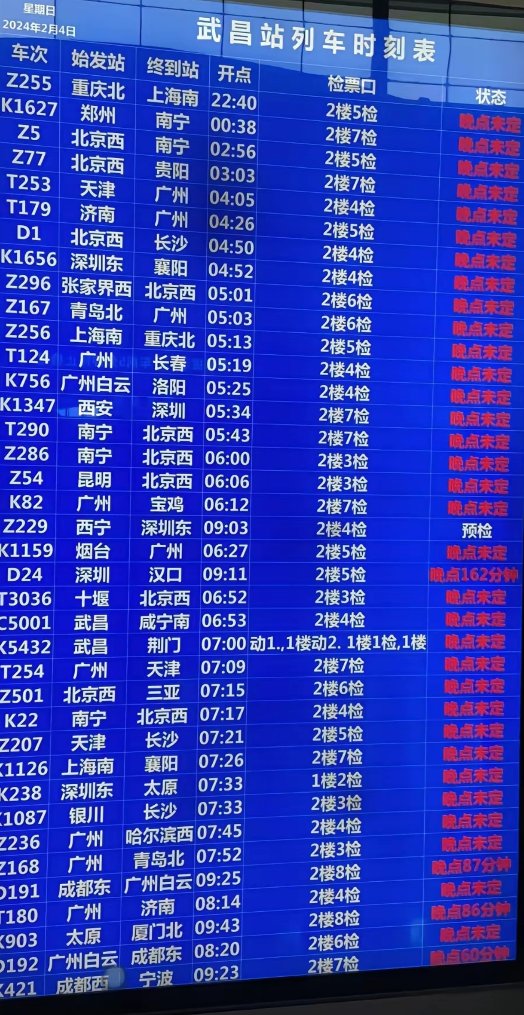 星期日
2024年2月4日
武昌站列车时刻表
车次 始发站 终到站 开点 检票口 状态
Z255 重庆北 上海南 22:40 2楼5检 晚点未定
K1627 郑州 南宁 00:38 2楼7检 晚点未定
Z5 北京西 南宁 02:56 2楼5检 晚点未定
Z77 北京西 贵阳 03:03 2楼7检 晚点未定
T253 天津 广州 04:05 2楼4检 晚点未定
T179 济南 广州 04:26 2楼5检 晚点未定
D1 北京西 长沙 04:50 2楼4检 晚点未定
K1656 深圳东 襄阳 04:52 2楼4检 晚点未定
Z296 张家界西 北京西 05:01 2楼6检 晚点未定
Z167 青岛北 广州 05:03 2楼6检 晚点未定
Z256 上海南 重庆北 05:13 2楼5检 晚点未定
T124 广州 长春 05:19 2楼4检 晚点未定
K756 广州白云 洛阳 05:25 2楼4检 晚点未定
K1347 西安 深圳 05:34 2楼7检 晚点未定
T290 南宁 北京西 05:43 2楼7检 晚点未定
Z286 南宁 北京西 06:00 2楼3检 晚点未定
Z54 昆明 北京西 06:06 2楼3检 晚点未定
K82 广州 宝鸡 06:12 2楼7检 晚点未定
Z229 西宁 深圳东 09:03 2楼4检 预检
K1159 烟台 广州 06:27 2楼5检 晚点未定
D24 深圳 汉口 09:11 2楼5检 晚点162分钟
T3036 十堰 北京西 06:52 2楼3检 晚点未定
C5001 武昌 咸宁南 06:53 2楼4检 晚点未定
K5432 武昌 荆门 07:00 动1.,1楼动2. 1楼1检,1楼 晚点未定
T254 广州 天津 07:09 2楼7检 晚点未定
Z501 北京西 三亚 07:15 2楼6检 晚点未定
K22 南宁 北京西 07:17 2楼4检 晚点未定
Z207 天津 长沙 07:21 2楼5检 晚点未定
K1126 上海南 襄阳 07:26 2楼7检 晚点未定
K238 深圳东 太原 07:33 1楼2检 晚点未定
K1087 银川 长沙 07:33 2楼3检 晚点未定
Z236 广州 哈尔滨西 07:45 2楼4检 晚点未定
Z168 广州 青岛北 07:52 2楼3检 晚点未定
D191 成都东 广州白云 09:25 2楼8检 晚点87分钟
T180 广州 济南 08:14 2楼4检 晚点未定
K903 太原 厦门北 09:43 2楼8检 晚点86分钟
D192 广州白云 成都东 08:20 2楼6检 晚点未定
K421 成都西 宁波 09:23 2楼7检 晚点60分钟